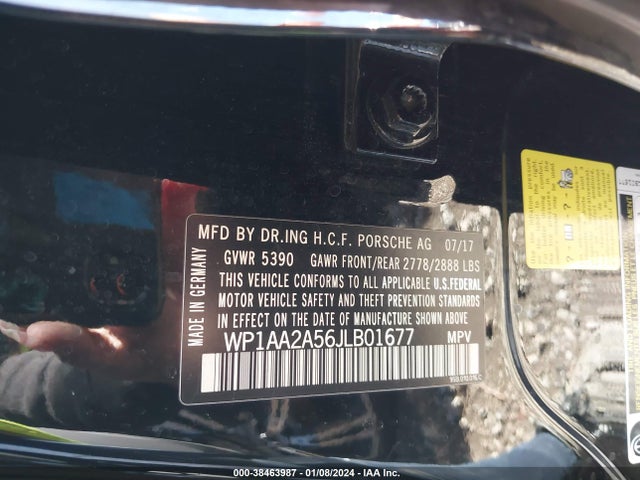 MADE IN GERMANY
MFD BY DR.ING H.C.F. PORSCHE AG 07/17
GVWR 5390 GAWR FRONT/REAR 2778/2888 LBS
THIS VEHICLE CONFORMS TO ALL APPLICABLE U.S.FEDERAL
MOTOR VEHICLE SAFETY AND THEFT PREVENTION STANDARDS
IN EFFECT ON THE DATE OF MANUFACTURE SHOWN ABOVE.
WP1AA2A56JLB01677 MPV
000-38463987 - 01/08/2024 - IAA Inc.